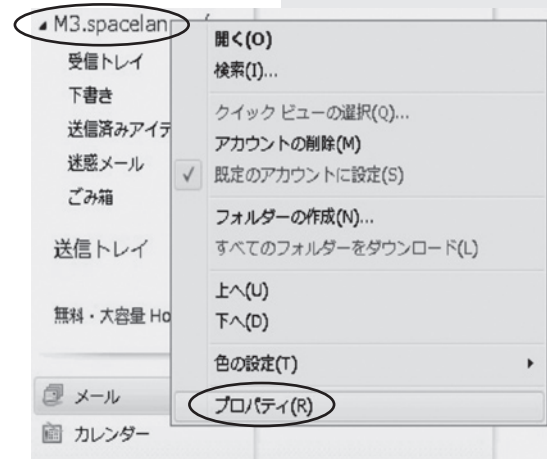 M3.spacelan
受信トレイ
下書き
送信済みアイテ
迷惑メール
ごみ箱
送信トレイ
無料・大容量 Ho
メール
カレンダー
開く(O)
検索(I)...
クイック ビューの選択(Q)...
アカウントの削除(M)
既定のアカウントに設定(S)
フォルダーの作成(N)...
すべてのフォルダーをダウンロード(L)
上へ(U)
下へ(D)
色の設定(T)
プロパティ(R)